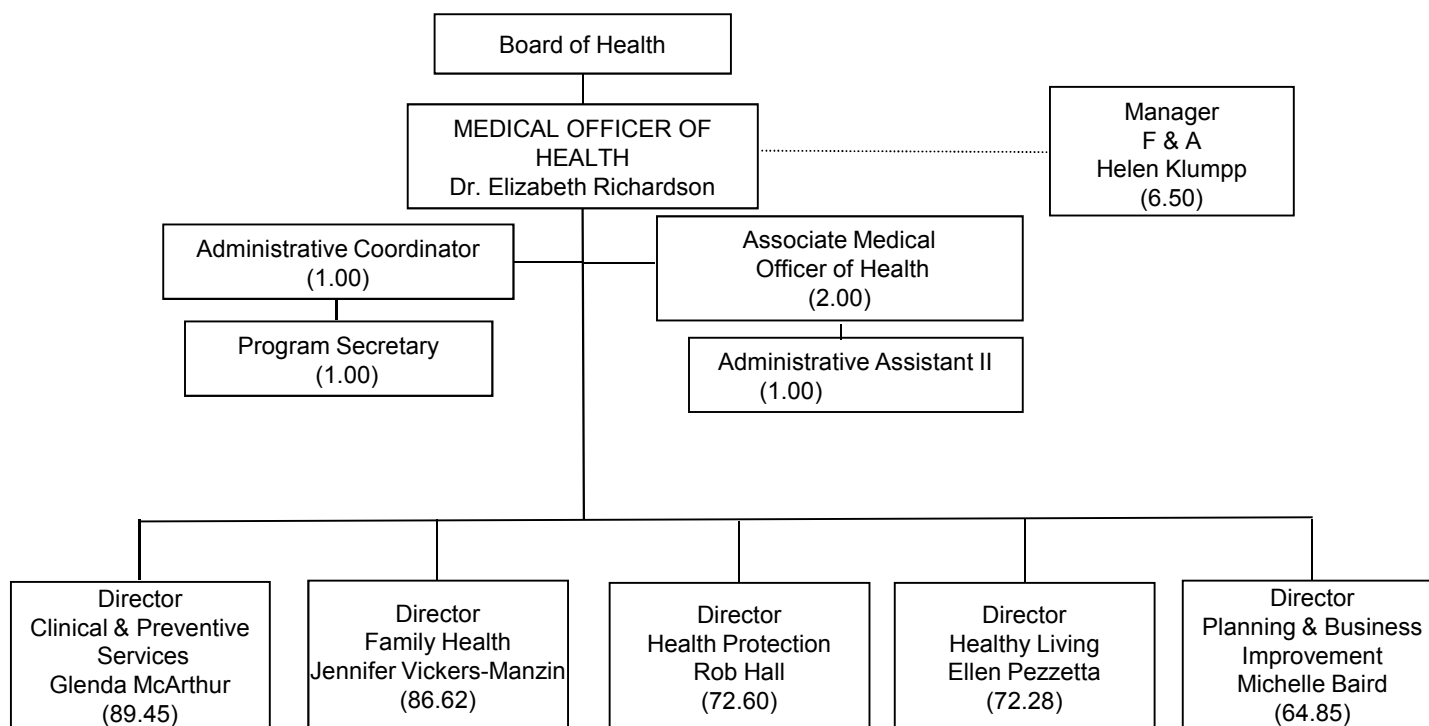 Board of Health
MEDICAL OFFICER OF
HEALTH
Dr. Elizabeth Richardson
Manager
F & A
Helen Klumpp
(6.50)
Administrative Coordinator
(1.00)
Associate Medical
Officer of Health
(2.00)
Program Secretary
(1.00)
Administrative Assistant II
(1.00)
Director
Clinical & Preventive
Services
Glenda McArthur
(89.45)
Director
Family Health
Jennifer Vickers-Manzin
(86.62)
Director
Health Protection
Rob Hall
(72.60)
Director
Healthy Living
Ellen Pezzetta
(72.28)
Director
Planning & Business
Improvement
Michelle Baird
(64.85)